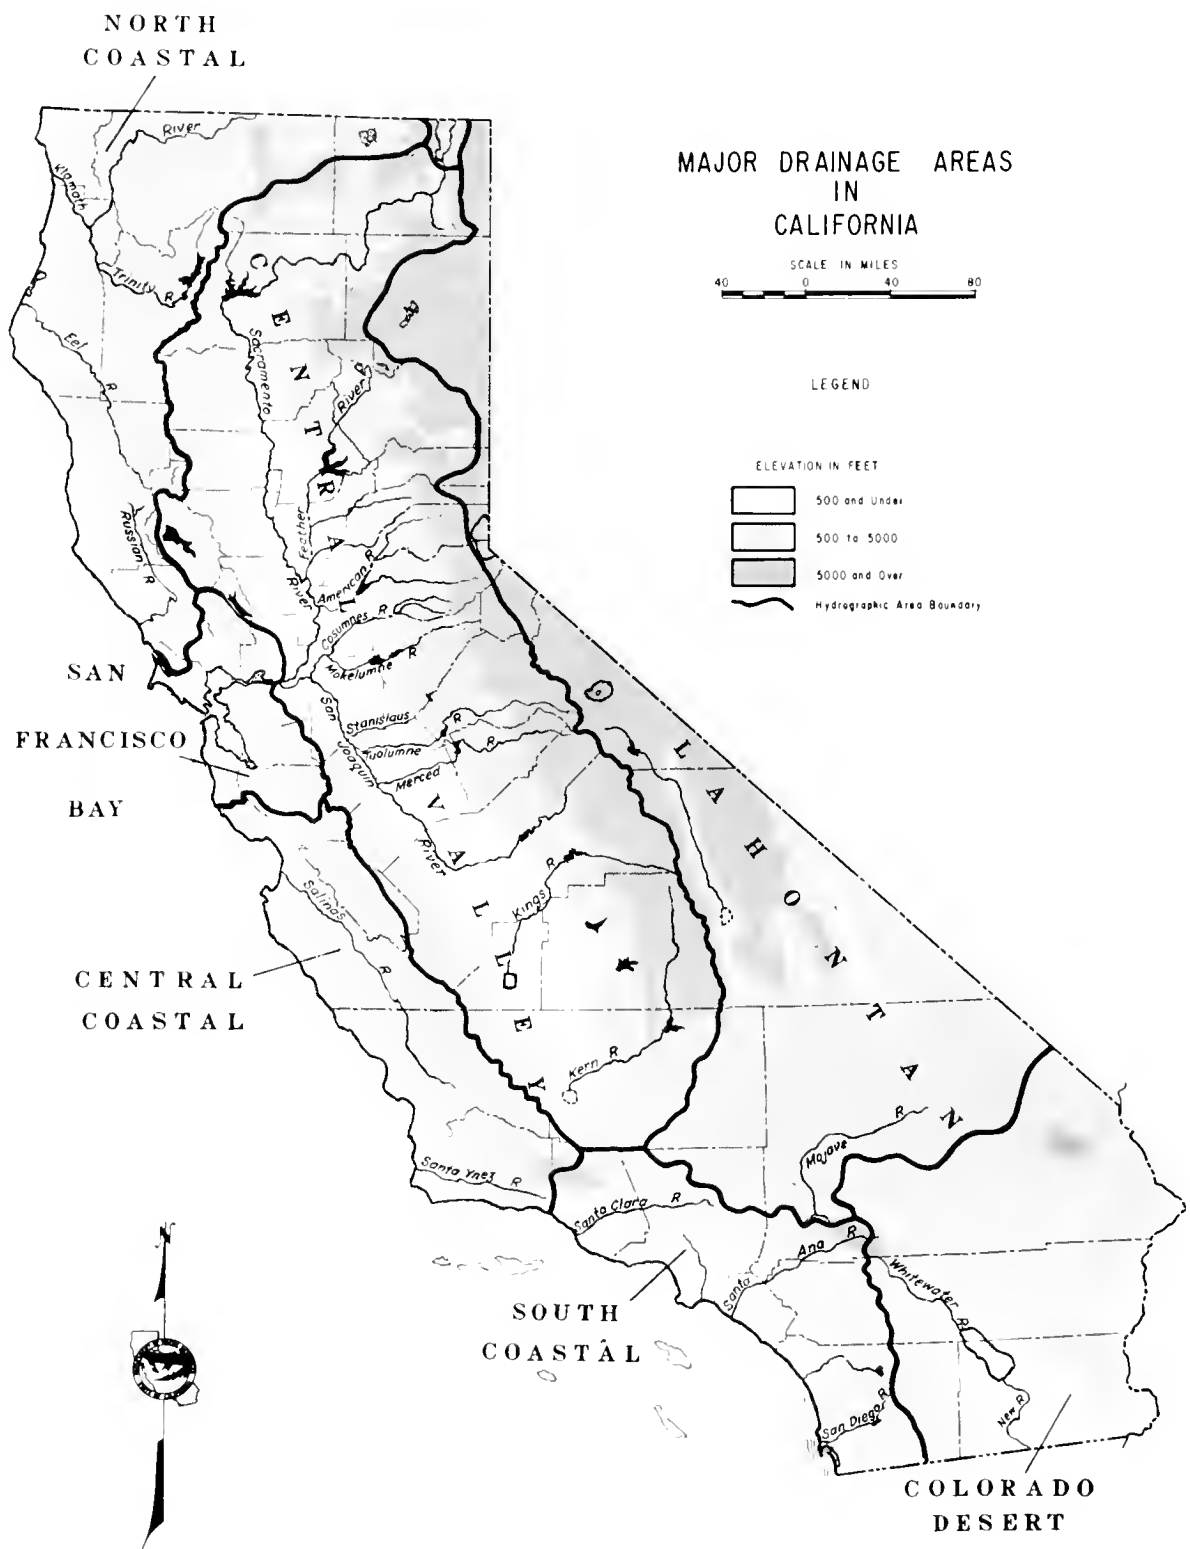 NORTH
COASTAL
MAJOR DRAINAGE AREAS
IN
CALIFORNIA
SCALE IN MILES
40 0 40 80
LEGEND
ELEVATION IN FEET
500 and Under
500 to 5000
5000 and Over
Hydrographic Area Boundary
River
Klamath
Trinity R
Eel
R
Russian R
CENTRAL
VALLEY
Sacramento
River
River
Feather
American R
Cosumnes R
Mokelumne R
San
Joaquin
River
Stanislaus
R
Tuolumne
R
Merced
SAN
FRANCISCO
BAY
LAHONTAN
Kings R
Salinas
R
CENTRAL
COASTAL
Kern R
Mojave R
Santa Ynez R
Santa Clara R
Santa Ana R
Whitewater R
SOUTH
COASTAL
San Diego R
New R
COLORADO
DESERT
N